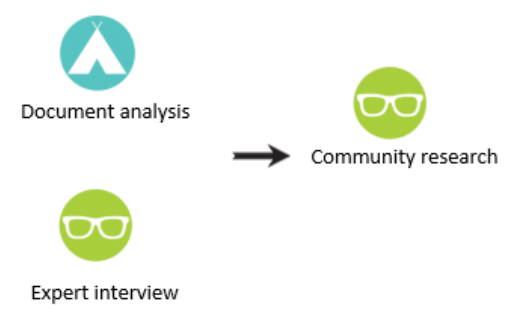 Document analysis
Community research
Expert interview